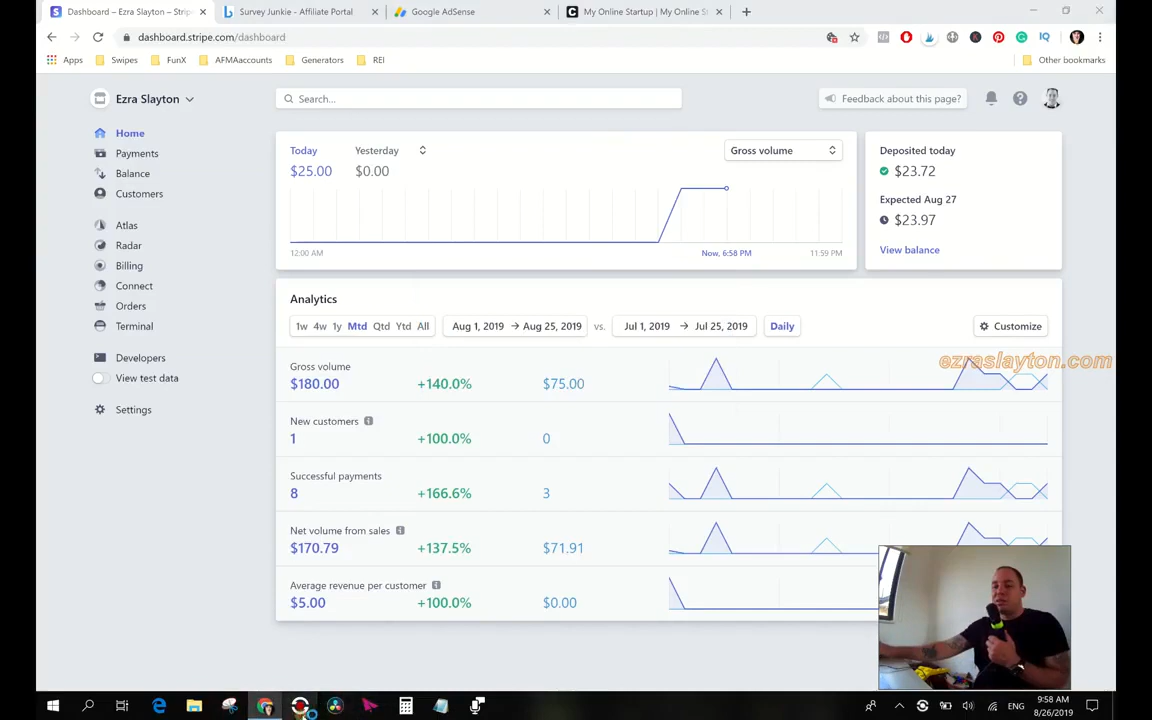 Dashboard – Ezra Slayton – Stripe
Survey Junkie - Affiliate Portal
Google AdSense
My Online Startup | My Online St
dashboard.stripe.com/dashboard
Apps
Swipes
FunX
AFMAaccounts
Generators
REI
Other bookmarks
Ezra Slayton
Search...
Feedback about this page?
Home
Payments
Balance
Customers
Atlas
Radar
Billing
Connect
Orders
Terminal
Developers
View test data
Settings
Today
Yesterday
Gross volume
$25.00
$0.00
12:00 AM
Now, 6:58 PM
11:59 PM
Deposited today
$23.72
Expected Aug 27
$23.97
View balance
Analytics
1w 4w 1y Mtd Qtd Ytd All
Aug 1, 2019 → Aug 25, 2019
vs.
Jul 1, 2019 → Jul 25, 2019
Daily
Customize
ezraslayton.com
Gross volume
$180.00 +140.0% $75.00
New customers
1 +100.0% 0
Successful payments
8 +166.6% 3
Net volume from sales
$170.79 +137.5% $71.91
Average revenue per customer
$5.00 +100.0% $0.00
ENG
9:58 AM
8/26/2019